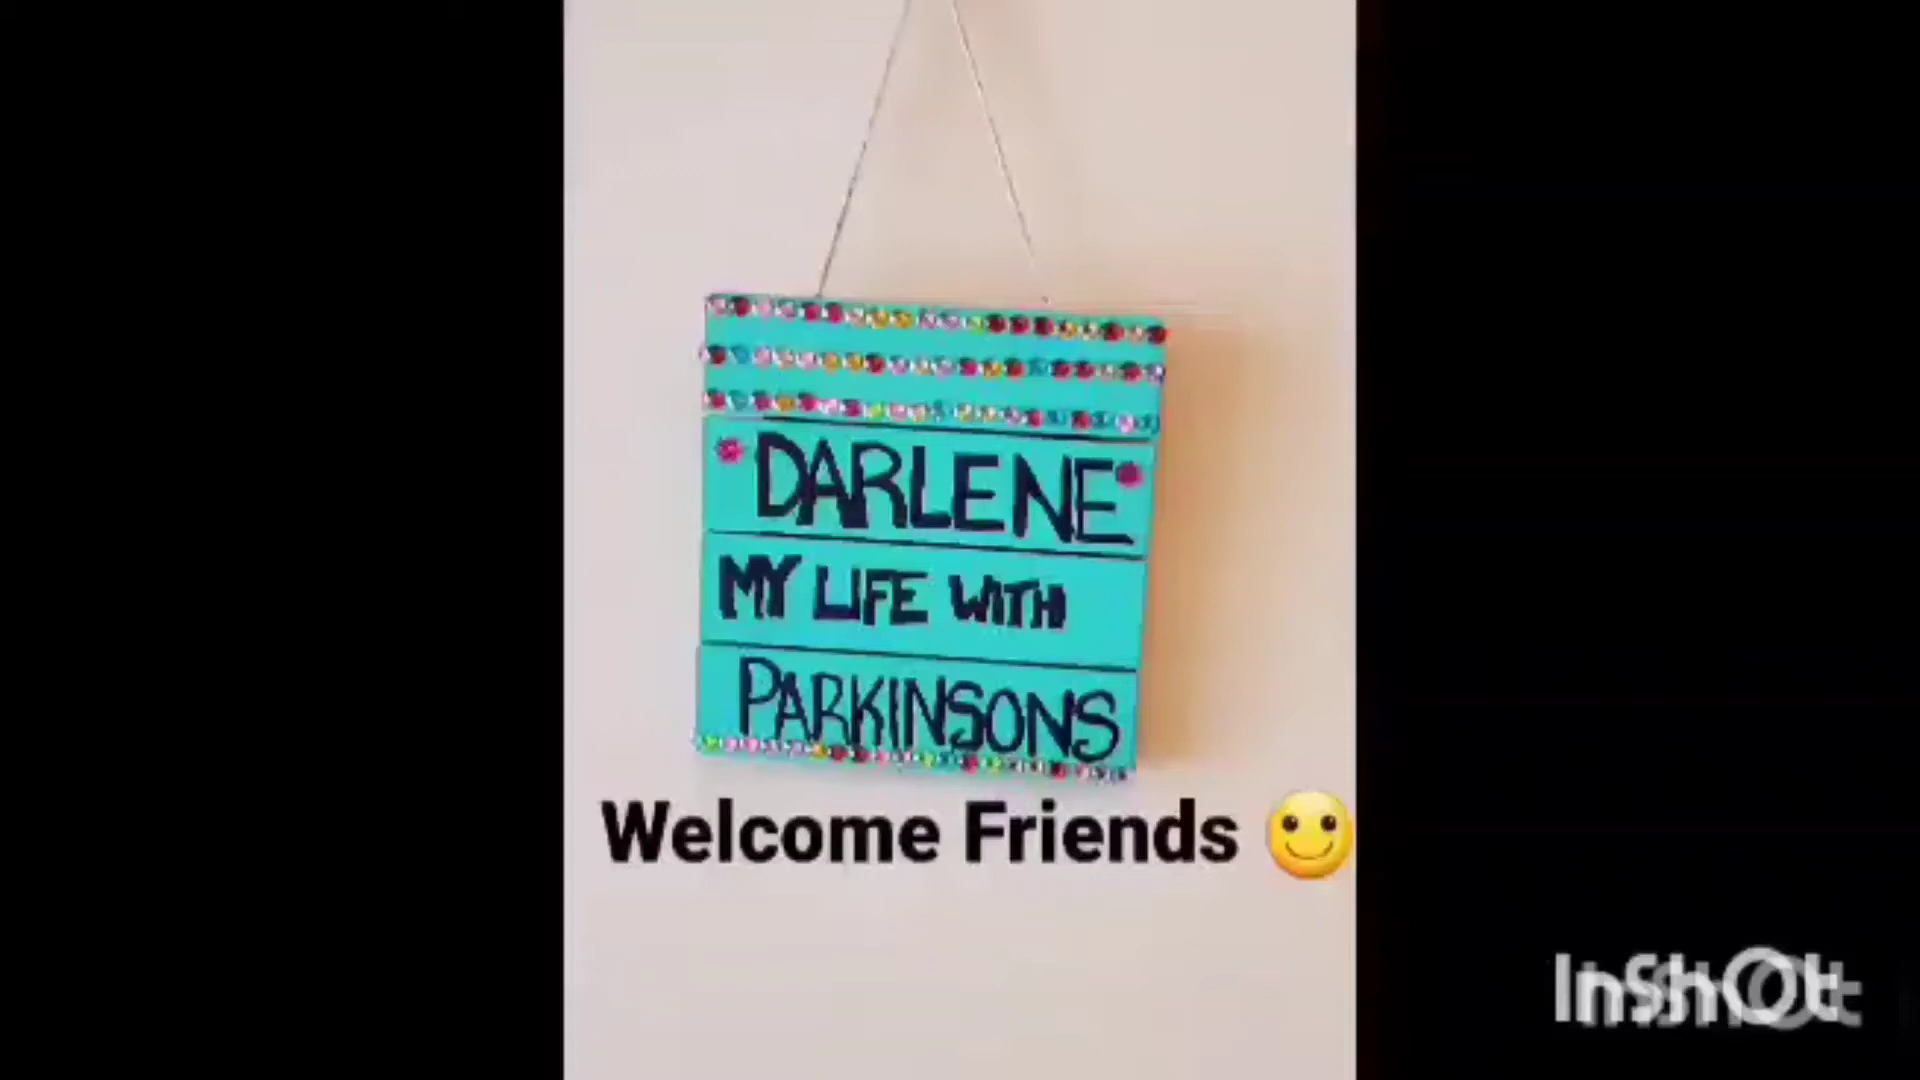 DARLENE
MY LIFE WITH
PARKINSONS
Welcome Friends 🙂
InShOt